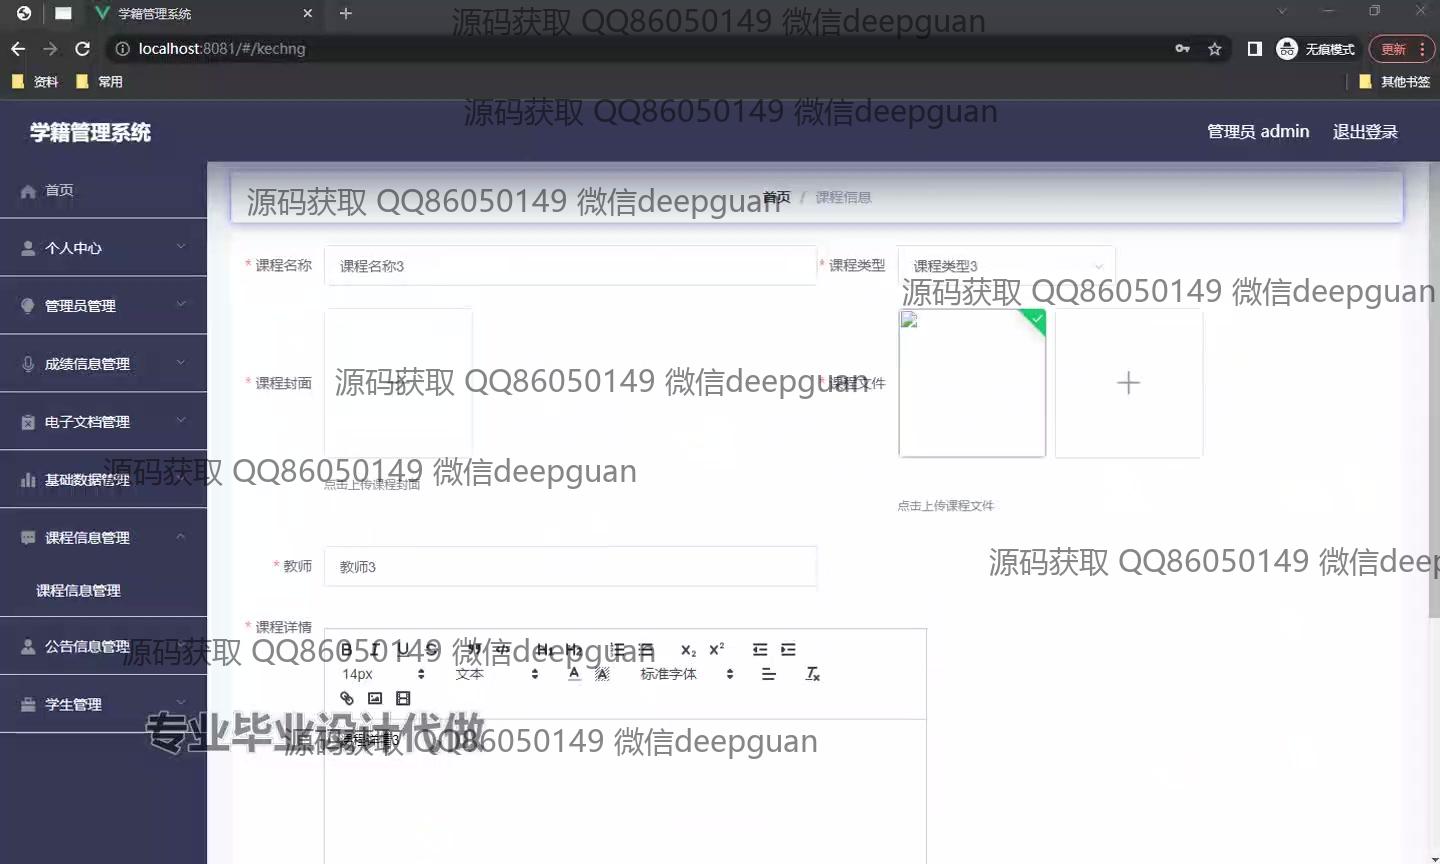 学籍管理系统
源码获取 QQ86050149 微信deepguan
localhost:8081/#/kechng
无痕模式
更新
资料
常用
其他书签
源码获取 QQ86050149 微信deepguan
学籍管理系统
管理员 admin
退出登录
首页
源码获取 QQ86050149 微信deepguan
首页 / 课程信息
个人中心
* 课程名称
课程名称3
* 课程类型
课程类型3
源码获取 QQ86050149 微信deepguan
管理员管理
成绩信息管理
* 课程封面
源码获取 QQ86050149 微信deepguan
* 课程文件
电子文档管理
源码获取 QQ86050149 微信deepguan
基础数据管理
点击上传课程封面
点击上传课程文件
课程信息管理
* 教师
教师3
源码获取 QQ86050149 微信deep
课程信息管理
* 课程详情
公告信息管理
源码获取 QQ86050149 微信deepguan
B I U S ” </> H1 H2 X₂ X²
14px 文本 A A 标准字体 Tx
学生管理
专业毕业设计代做
源码获取 QQ86050149 微信deepguan
课程详情3